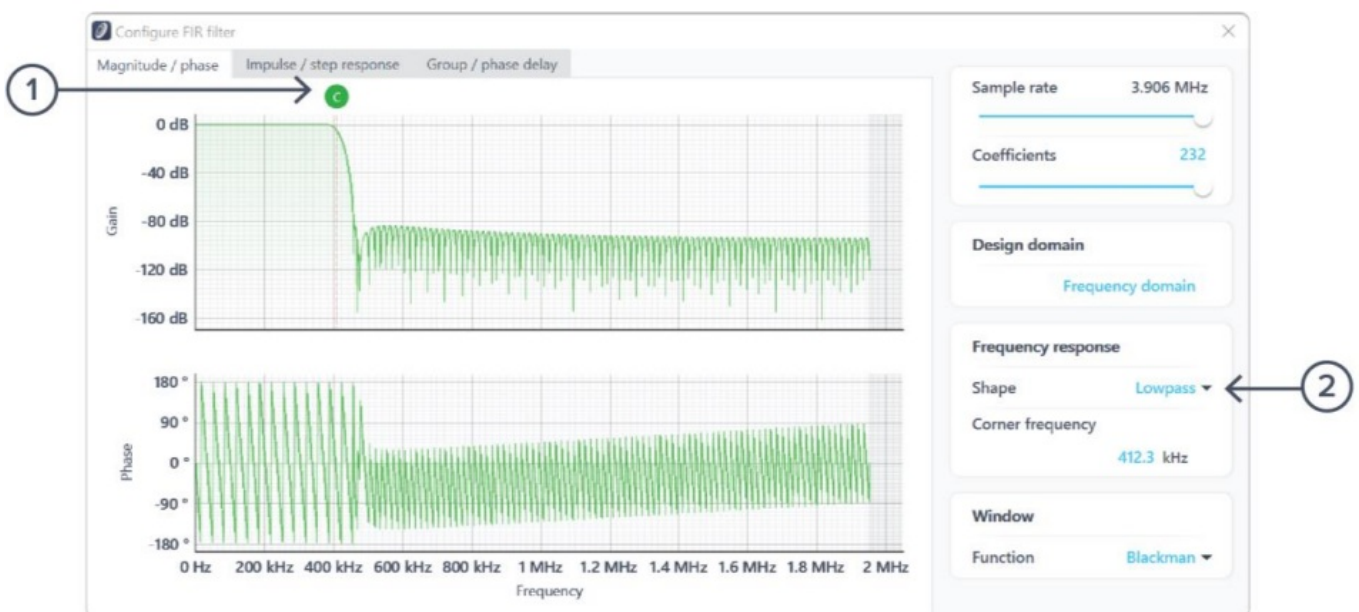 Configure FIR filter
Magnitude / phase Impulse / step response Group / phase delay
1
C
0 dB
-40 dB
-80 dB
-120 dB
-160 dB
Gain
180 °
90 °
0 °
-90 °
-180 °
Phase
0 Hz 200 kHz 400 kHz 600 kHz 800 kHz 1 MHz 1.2 MHz 1.4 MHz 1.6 MHz 1.8 MHz 2 MHz
Frequency
Sample rate 3.906 MHz
Coefficients 232
Design domain
Frequency domain
Frequency response
Shape Lowpass
2
Corner frequency
412.3 kHz
Window
Function Blackman